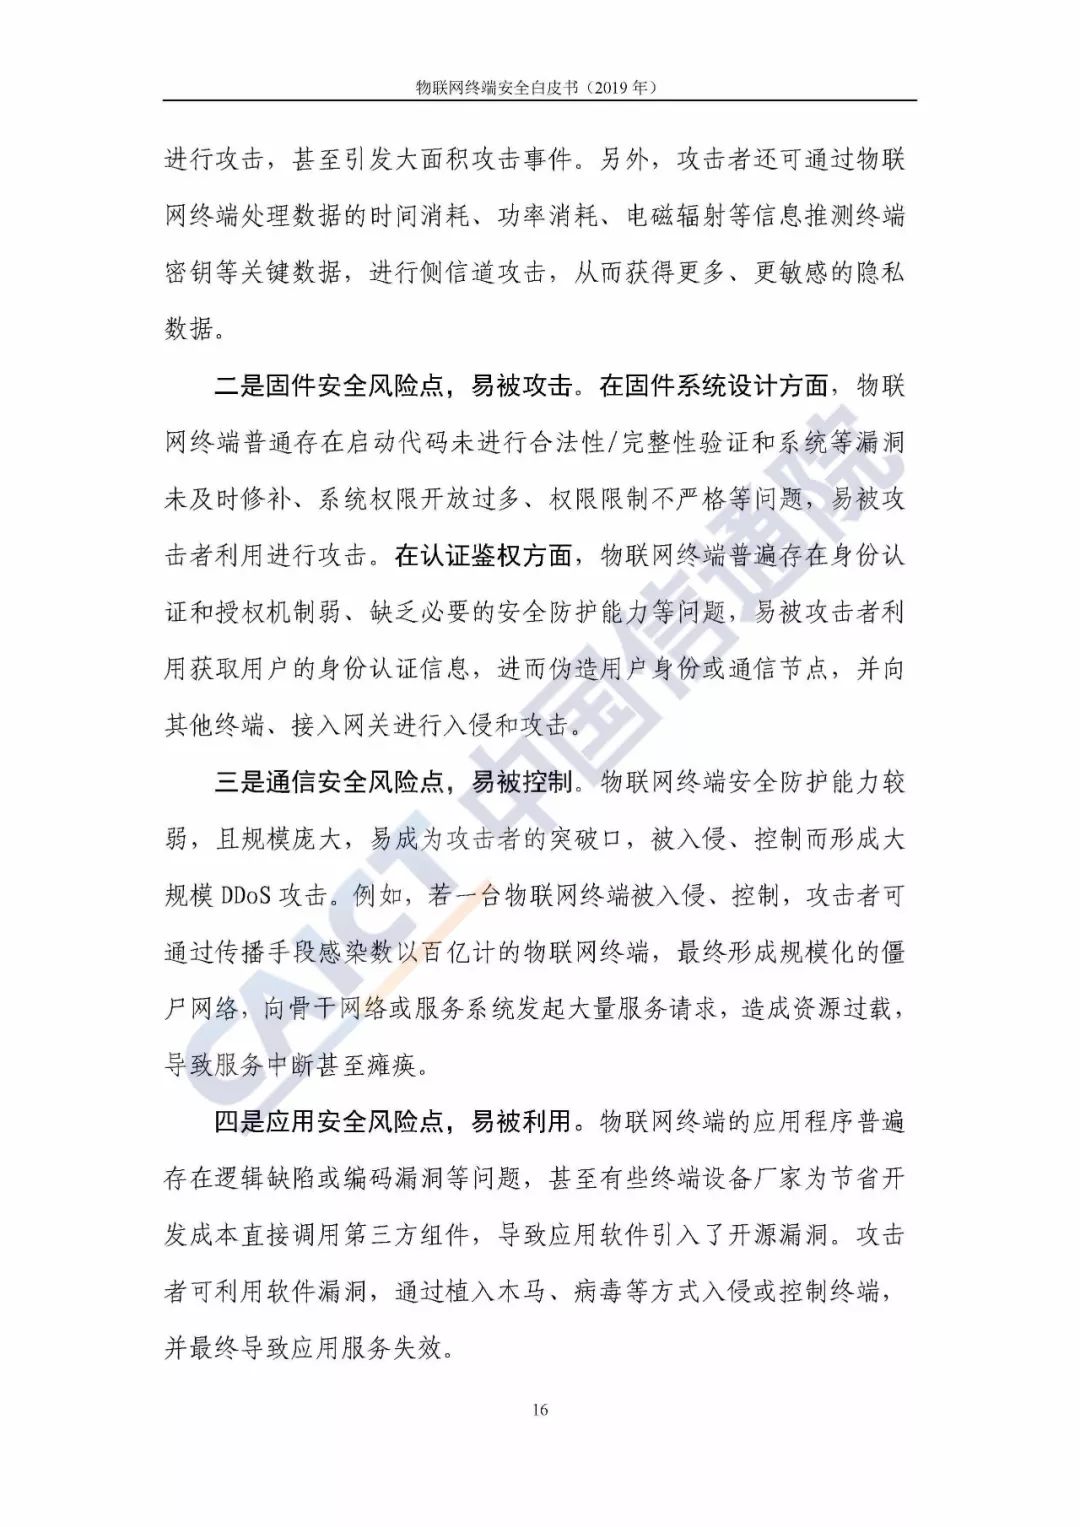 物联网终端安全白皮书（2019 年）
进行攻击，甚至引发大面积攻击事件。另外，攻击者还可通过物联
网终端处理数据的时间消耗、功率消耗、电磁辐射等信息推测终端
密钥等关键数据，进行侧信道攻击，从而获得更多、更敏感的隐私
数据。
二是固件安全风险点，易被攻击。在固件系统设计方面，物联
网终端普通存在启动代码未进行合法性/完整性验证和系统等漏洞
未及时修补、系统权限开放过多、权限限制不严格等问题，易被攻
击者利用进行攻击。在认证鉴权方面，物联网终端普遍存在身份认
证和授权机制弱、缺乏必要的安全防护能力等问题，易被攻击者利
用获取用户的身份认证信息，进而伪造用户身份或通信节点，并向
其他终端、接入网关进行入侵和攻击。
三是通信安全风险点，易被控制。物联网终端安全防护能力较
弱，且规模庞大，易成为攻击者的突破口，被入侵、控制而形成大
规模 DDoS 攻击。例如，若一台物联网终端被入侵、控制，攻击者可
通过传播手段感染数以百亿计的物联网终端，最终形成规模化的僵
尸网络，向骨干网络或服务系统发起大量服务请求，造成资源过载，
导致服务中断甚至瘫痪。
四是应用安全风险点，易被利用。物联网终端的应用程序普遍
存在逻辑缺陷或编码漏洞等问题，甚至有些终端设备厂家为节省开
发成本直接调用第三方组件，导致应用软件引入了开源漏洞。攻击
者可利用软件漏洞，通过植入木马、病毒等方式入侵或控制终端，
并最终导致应用服务失效。
16
CAICT 中国信通院